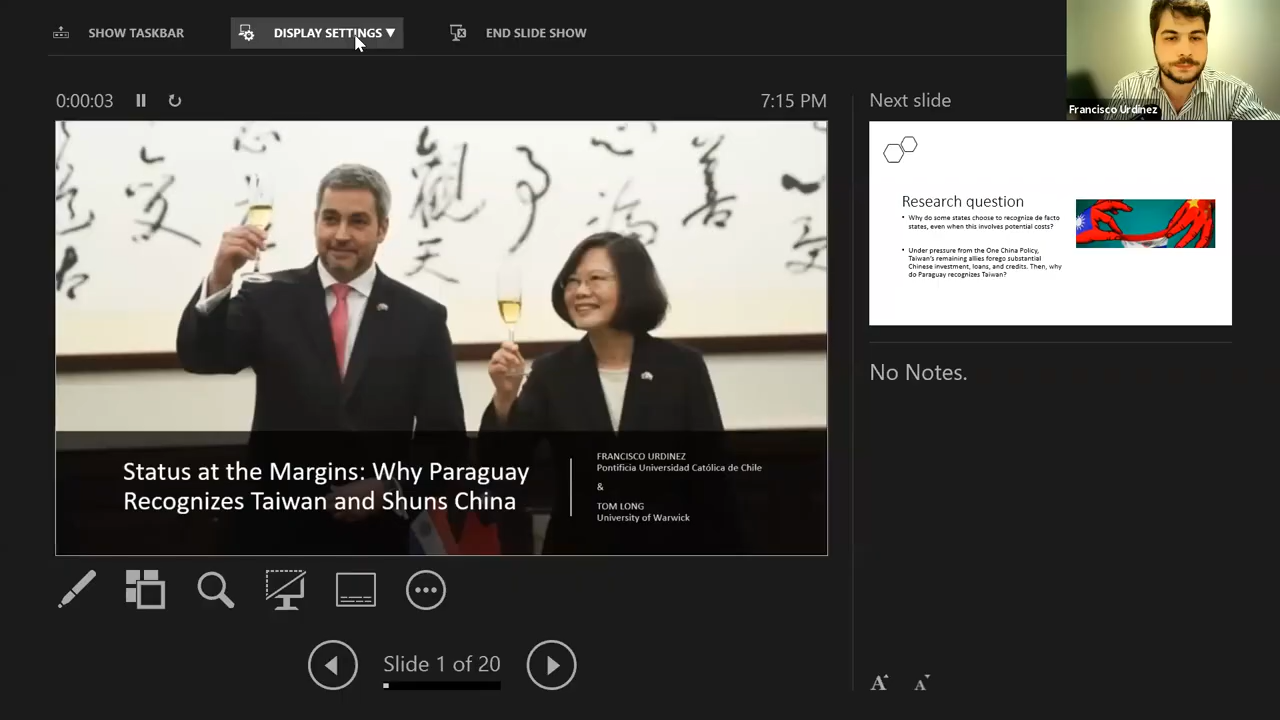 SHOW TASKBAR
DISPLAY SETTINGS ▼
END SLIDE SHOW
Francisco Urdinez
0:00:03
7:15 PM
Next slide
觀
天
善
Status at the Margins: Why Paraguay
Recognizes Taiwan and Shuns China
FRANCISCO URDINEZ
Pontificia Universidad Católica de Chile
&
TOM LONG
University of Warwick
Research question
• Why do some states choose to recognize de facto
states, even when this involves potential costs?
• Under pressure from the One China Policy,
Taiwan's remaining allies forego substantial
Chinese investment, loans, and credits. Then, why
do Paraguay recognizes Taiwan?
No Notes.
Slide 1 of 20
A A